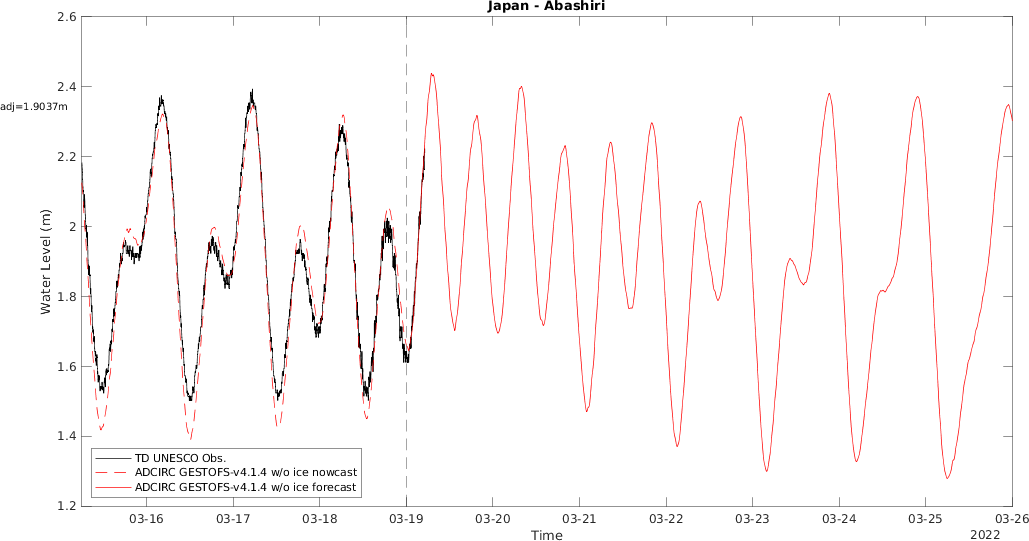 Japan - Abashiri
2.6
2.4
adj=1.9037m
2.2
2
1.8
1.6
1.4
1.2
Water Level (m)
TD UNESCO Obs.
ADCIRC GESTOFS-v4.1.4 w/o ice nowcast
ADCIRC GESTOFS-v4.1.4 w/o ice forecast
03-16 03-17 03-18 03-19 03-20 03-21 03-22 03-23 03-24 03-25 03-26
Time
2022